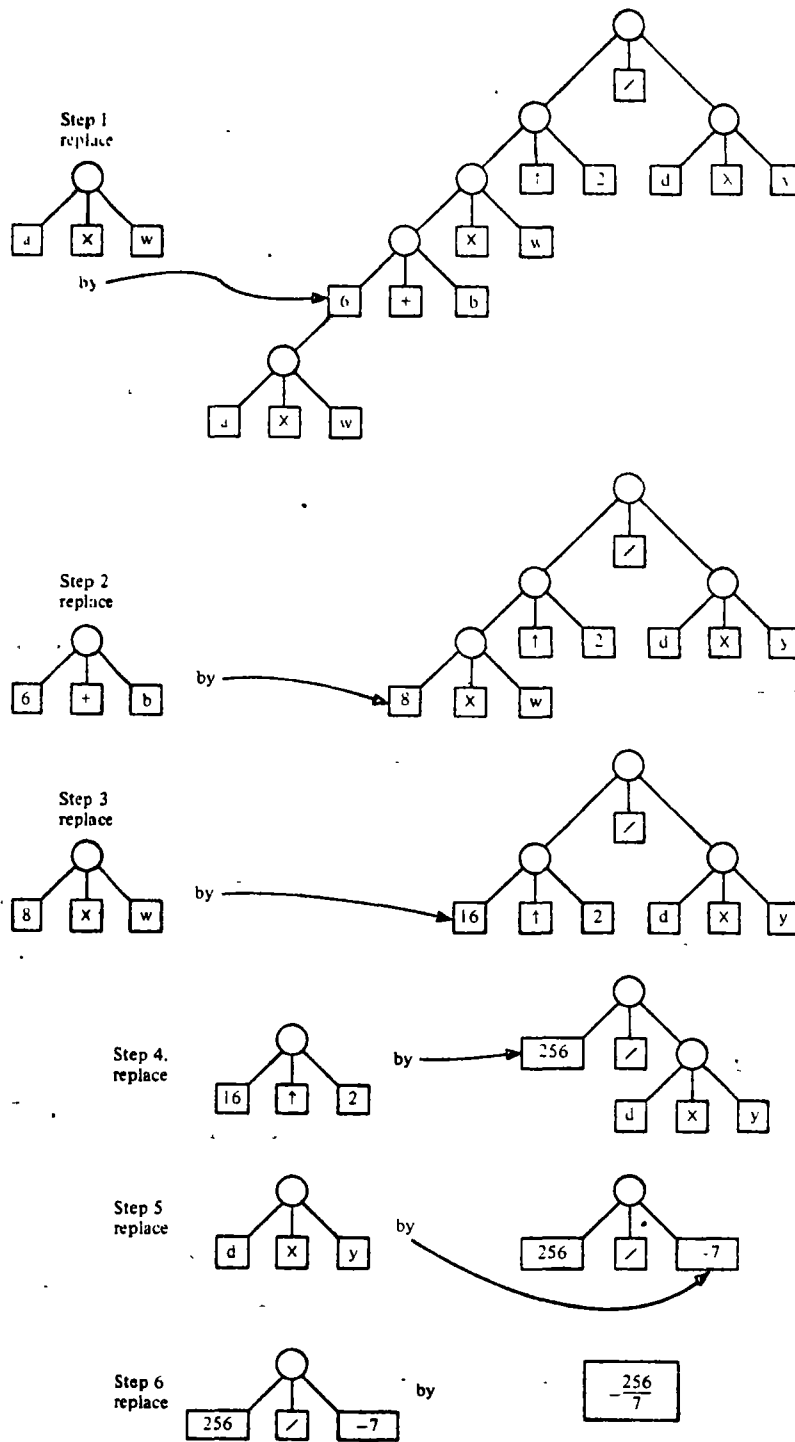 /
Step 1
replace
↑ 2 d X
X w
X w
by
6 + b
X w
/
Step 2
replace
↑ 2 d X y
6 + b
by
8 X w
/
Step 3
replace
8 X w
by
16 ↑ 2 d X y
Step 4.
replace
16 ↑ 2
by
256 /
d X y
Step 5
replace
d X y
by
256 / -7
Step 6
replace
256 / -7
by
-256/7